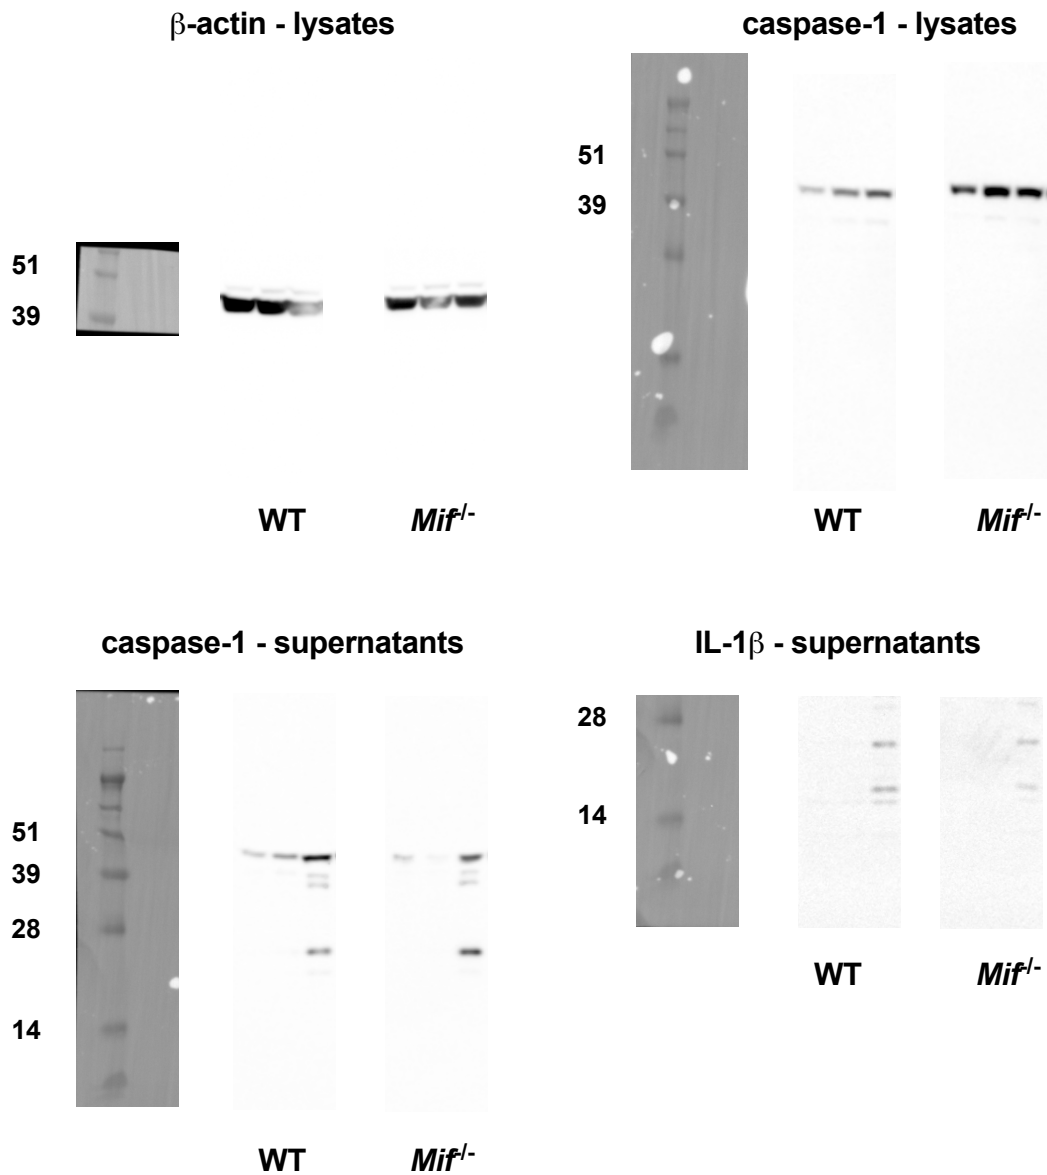 β-actin - lysates
51
39
WT Mif-/-
caspase-1 - lysates
51
39
WT Mif-/-
caspase-1 - supernatants
51
39
28
14
WT Mif-/-
IL-1β - supernatants
28
14
WT Mif-/-